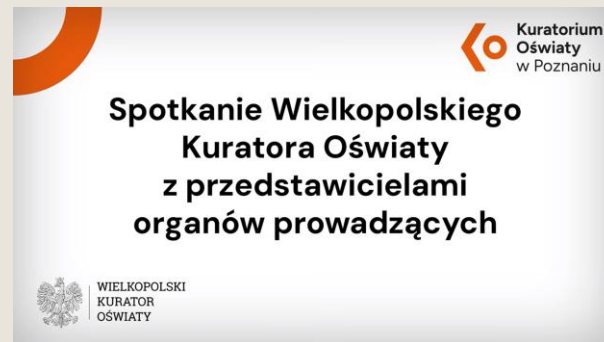 Kuratorium
Oświaty
w Poznaniu
Spotkanie Wielkopolskiego
Kuratora Oświaty
z przedstawicielami
organów prowadzących
WIELKOPOLSKI
KURATOR
OŚWIATY